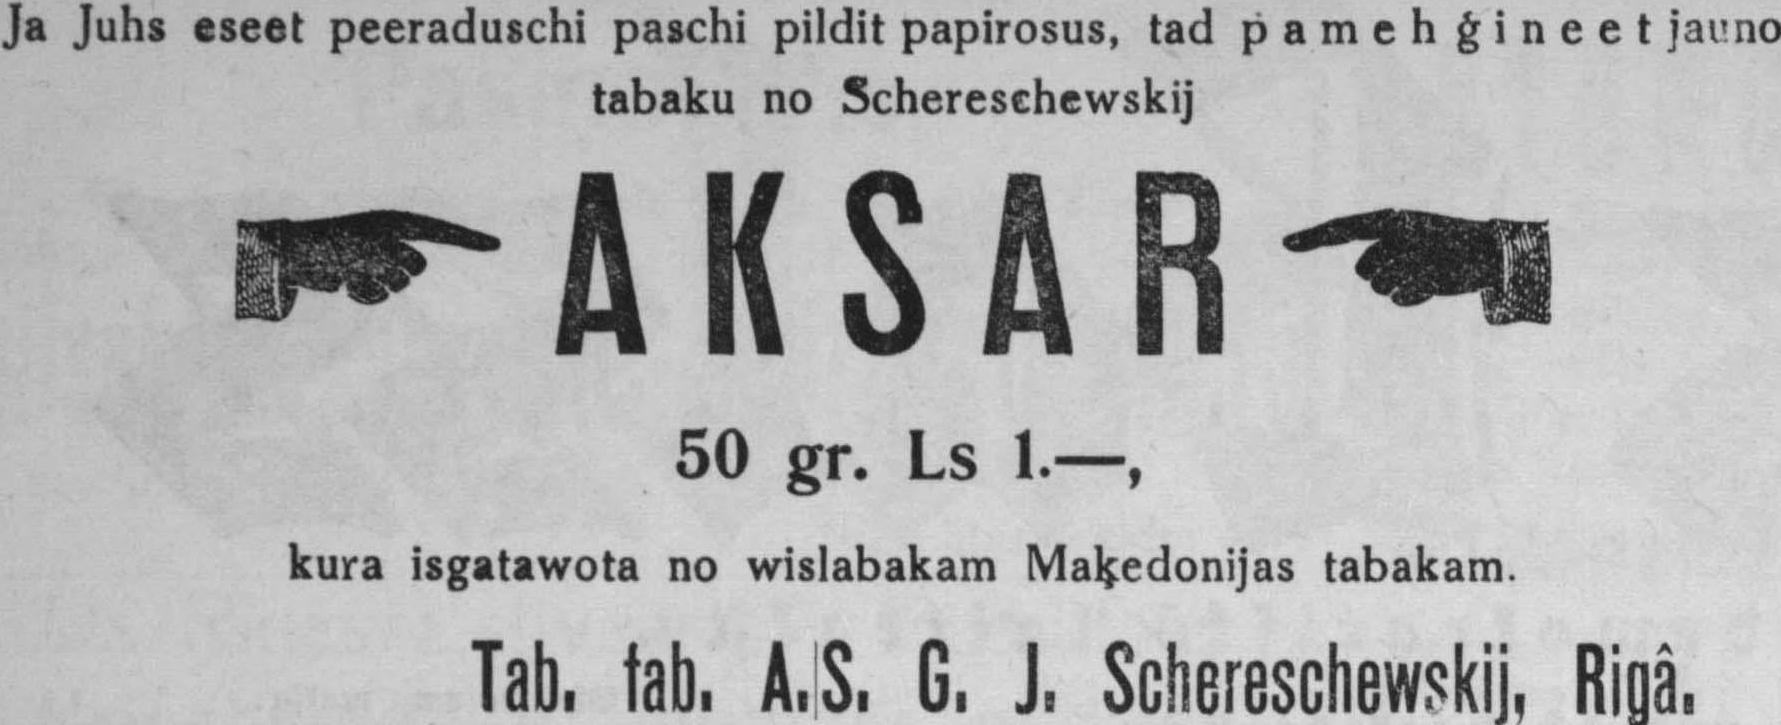 Ja Juhs eseet peeraduschi paschi pildit papirosus, tad pamehģineet jauno
tabaku no Schereschewskij
AKSAR
50 gr. Ls 1.—,
kura isgatawota no wislabakam Maķedonijas tabakam.
Tab. fab. A./S. G. J. Schereschewskij, Rigâ.